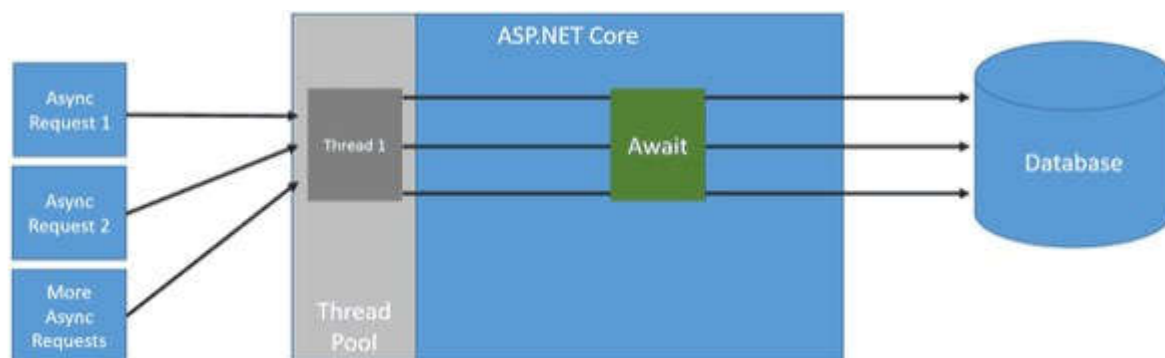 ASP.NET Core
Async
Request 1
Thread 1
Await
Database
Async
Request 2
More
Async
Requests
Thread
Pool